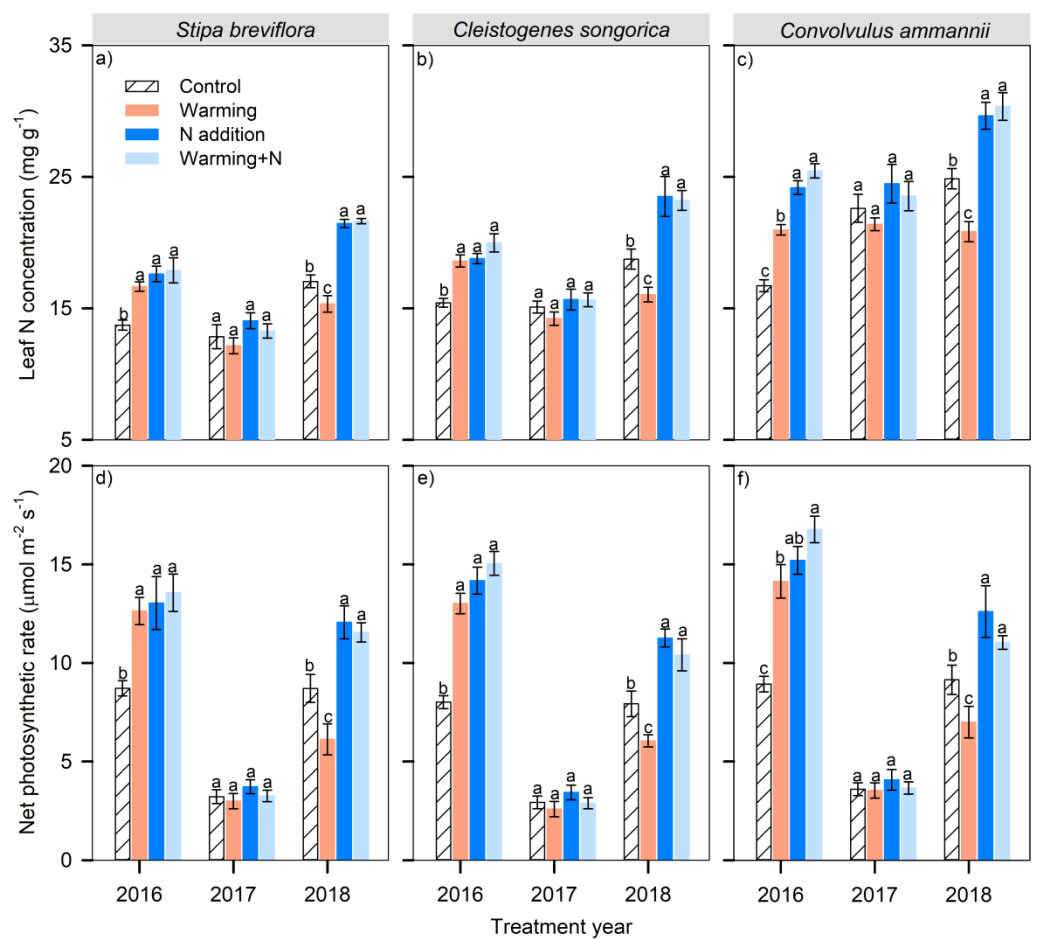 Stipa breviflora
Cleistogenes songorica
Convolvulus ammannii
35
25
15
5
Leaf N concentration (mg g⁻¹)
a)
Control
Warming
N addition
Warming+N
b a a a
a a a a
b c a a
b)
b a a a
a a a a
b c a a
c)
c b a a
a a a a
b c a a
20
15
10
5
0
Net photosynthetic rate (μmol m⁻² s⁻¹)
d)
b a a a
a a a a
b c a a
e)
b a a a
a a a a
b c a a
f)
c b ab a
a a a a
b c a a
2016 2017 2018
2016 2017 2018
2016 2017 2018
Treatment year